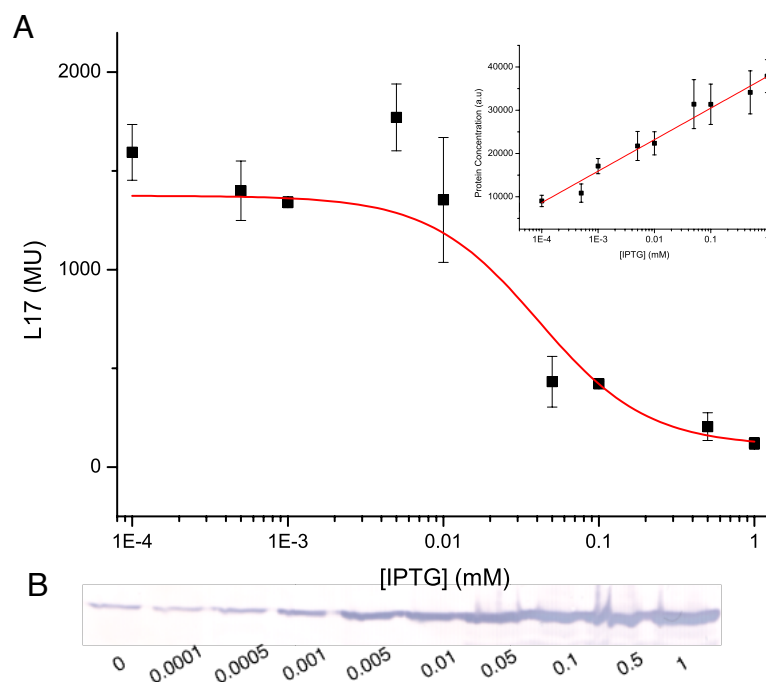 A
2000
1000
0
L17 (MU)
1E-4 1E-3 0.01 0.1 1
[IPTG] (mM)
40000
30000
20000
10000
Protein Concentration (a.u)
1E-4 1E-3 0.01 0.1
[IPTG] (mM)
B
0 0.0001 0.0005 0.001 0.005 0.01 0.05 0.1 0.5 1